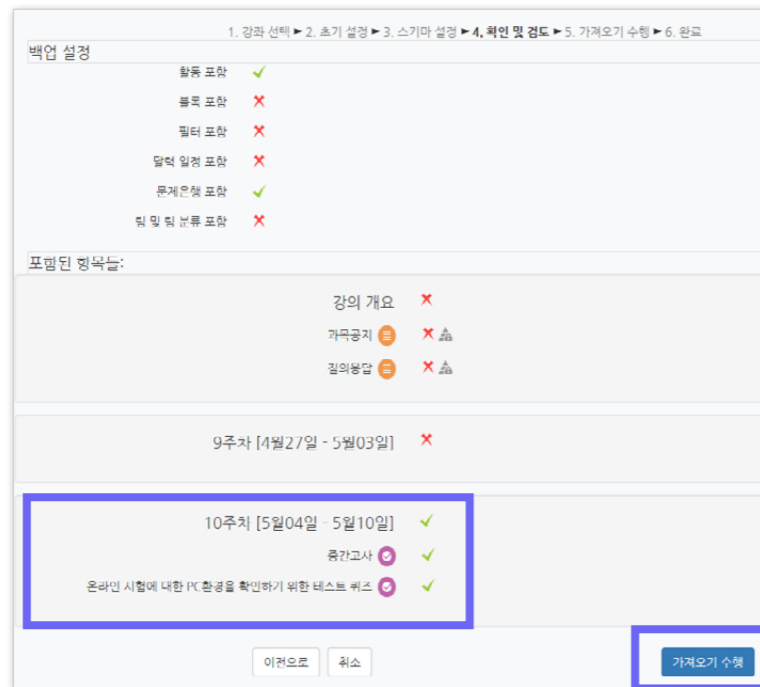 1. 강좌 선택 ► 2. 초기 설정 ► 3. 스키마 설정 ► 4. 확인 및 검토 ► 5. 가져오기 수행 ► 6. 완료
백업 설정
활동 포함
블록 포함
필터 포함
달력 일정 포함
문제은행 포함
팀 및 팀 분류 포함
포함된 항목들:
강의 개요
과목공지
질의응답
9주차 [4월27일 - 5월03일]
10주차 [5월04일 - 5월10일]
중간고사
온라인 시험에 대한 PC환경을 확인하기 위한 테스트 퀴즈
이전으로 취소 가져오기 수행